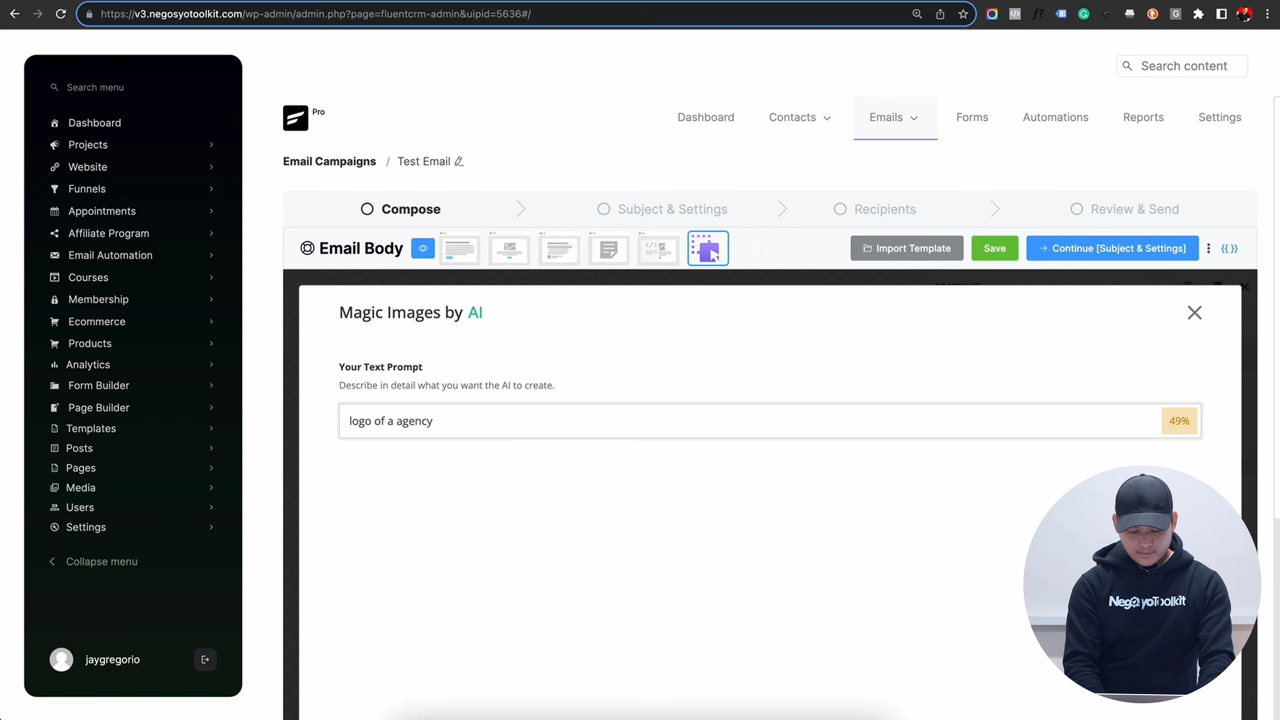 https://v3.negosyotoolkit.com/wp-admin/admin.php?page=fluentcrm-admin&uipid=5636#/
Search menu
Dashboard
Projects
Website
Funnels
Appointments
Affiliate Program
Email Automation
Courses
Membership
Ecommerce
Products
Analytics
Form Builder
Page Builder
Templates
Posts
Pages
Media
Users
Settings
Collapse menu
jaygregorio
Search content
Pro
Dashboard Contacts Emails Forms Automations Reports Settings
Email Campaigns / Test Email
Compose Subject & Settings Recipients Review & Send
Email Body Import Template Save → Continue [Subject & Settings] {{ }}
Magic Images by AI
Your Text Prompt
Describe in detail what you want the AI to create.
logo of a agency 49%
NegosyoToolkit